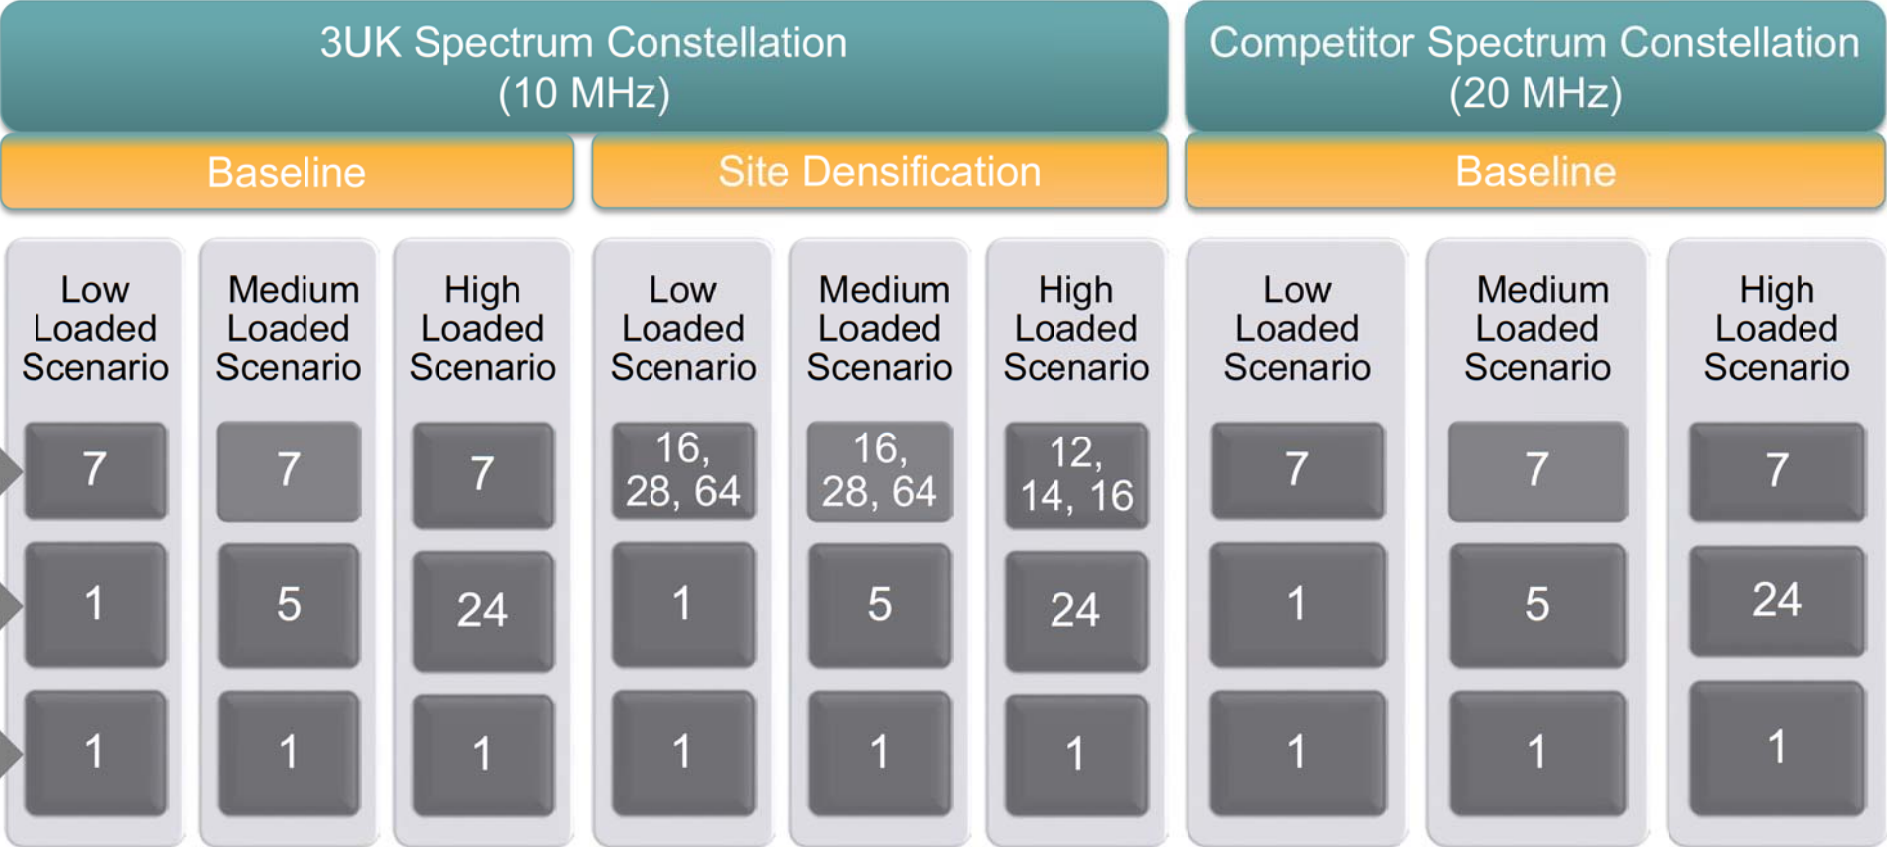 3UK Spectrum Constellation
(10 MHz)
Competitor Spectrum Constellation
(20 MHz)
Baseline
Site Densification
Baseline
Low
Loaded
Scenario
Medium
Loaded
Scenario
High
Loaded
Scenario
Low
Loaded
Scenario
Medium
Loaded
Scenario
High
Loaded
Scenario
Low
Loaded
Scenario
Medium
Loaded
Scenario
High
Loaded
Scenario
7
7
7
16,
28, 64
16,
28, 64
12,
14, 16
7
7
7
1
5
24
1
5
24
1
5
24
1
1
1
1
1
1
1
1
1